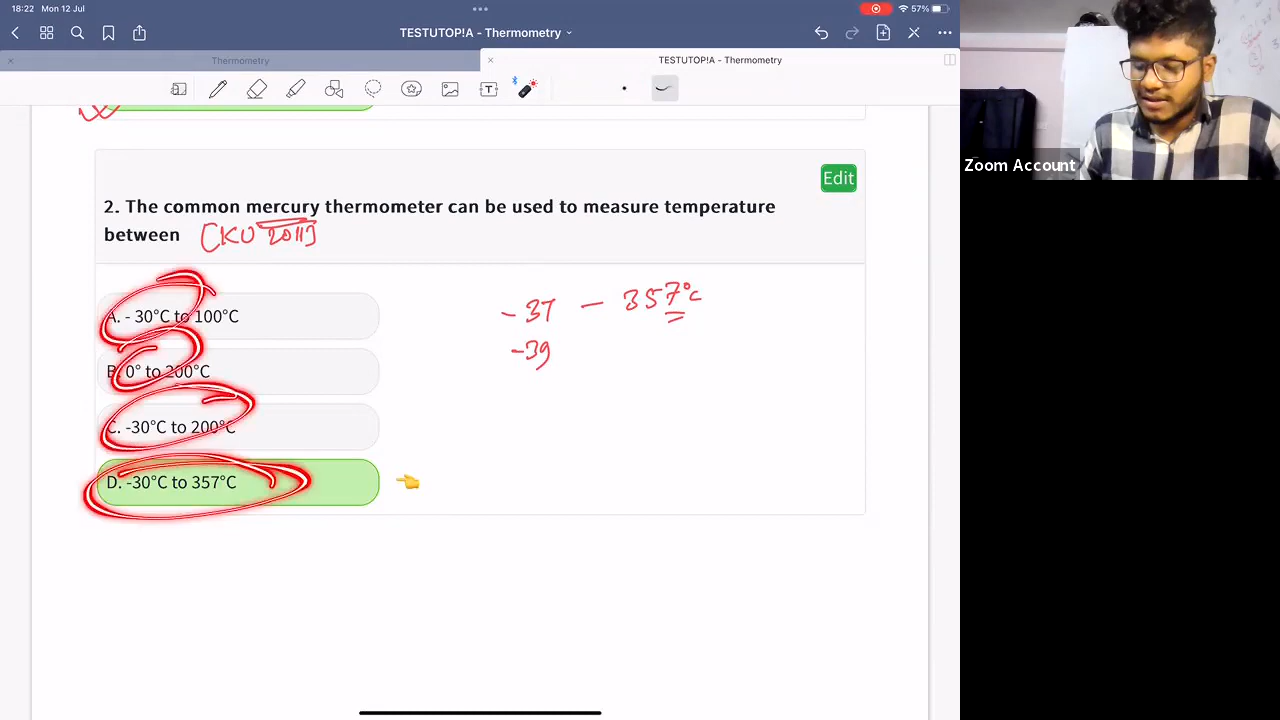 18:22 Mon 12 Jul
57%
TESTUTOP!A - Thermometry
Thermometry
TESTUTOP!A - Thermometry
Edit
2. The common mercury thermometer can be used to measure temperature
between [KU 2011]
A. - 30°C to 100°C
B. 0° to 200°C
C. -30°C to 200°C
D. -30°C to 357°C
-37 - 357°C
-39
Zoom Account